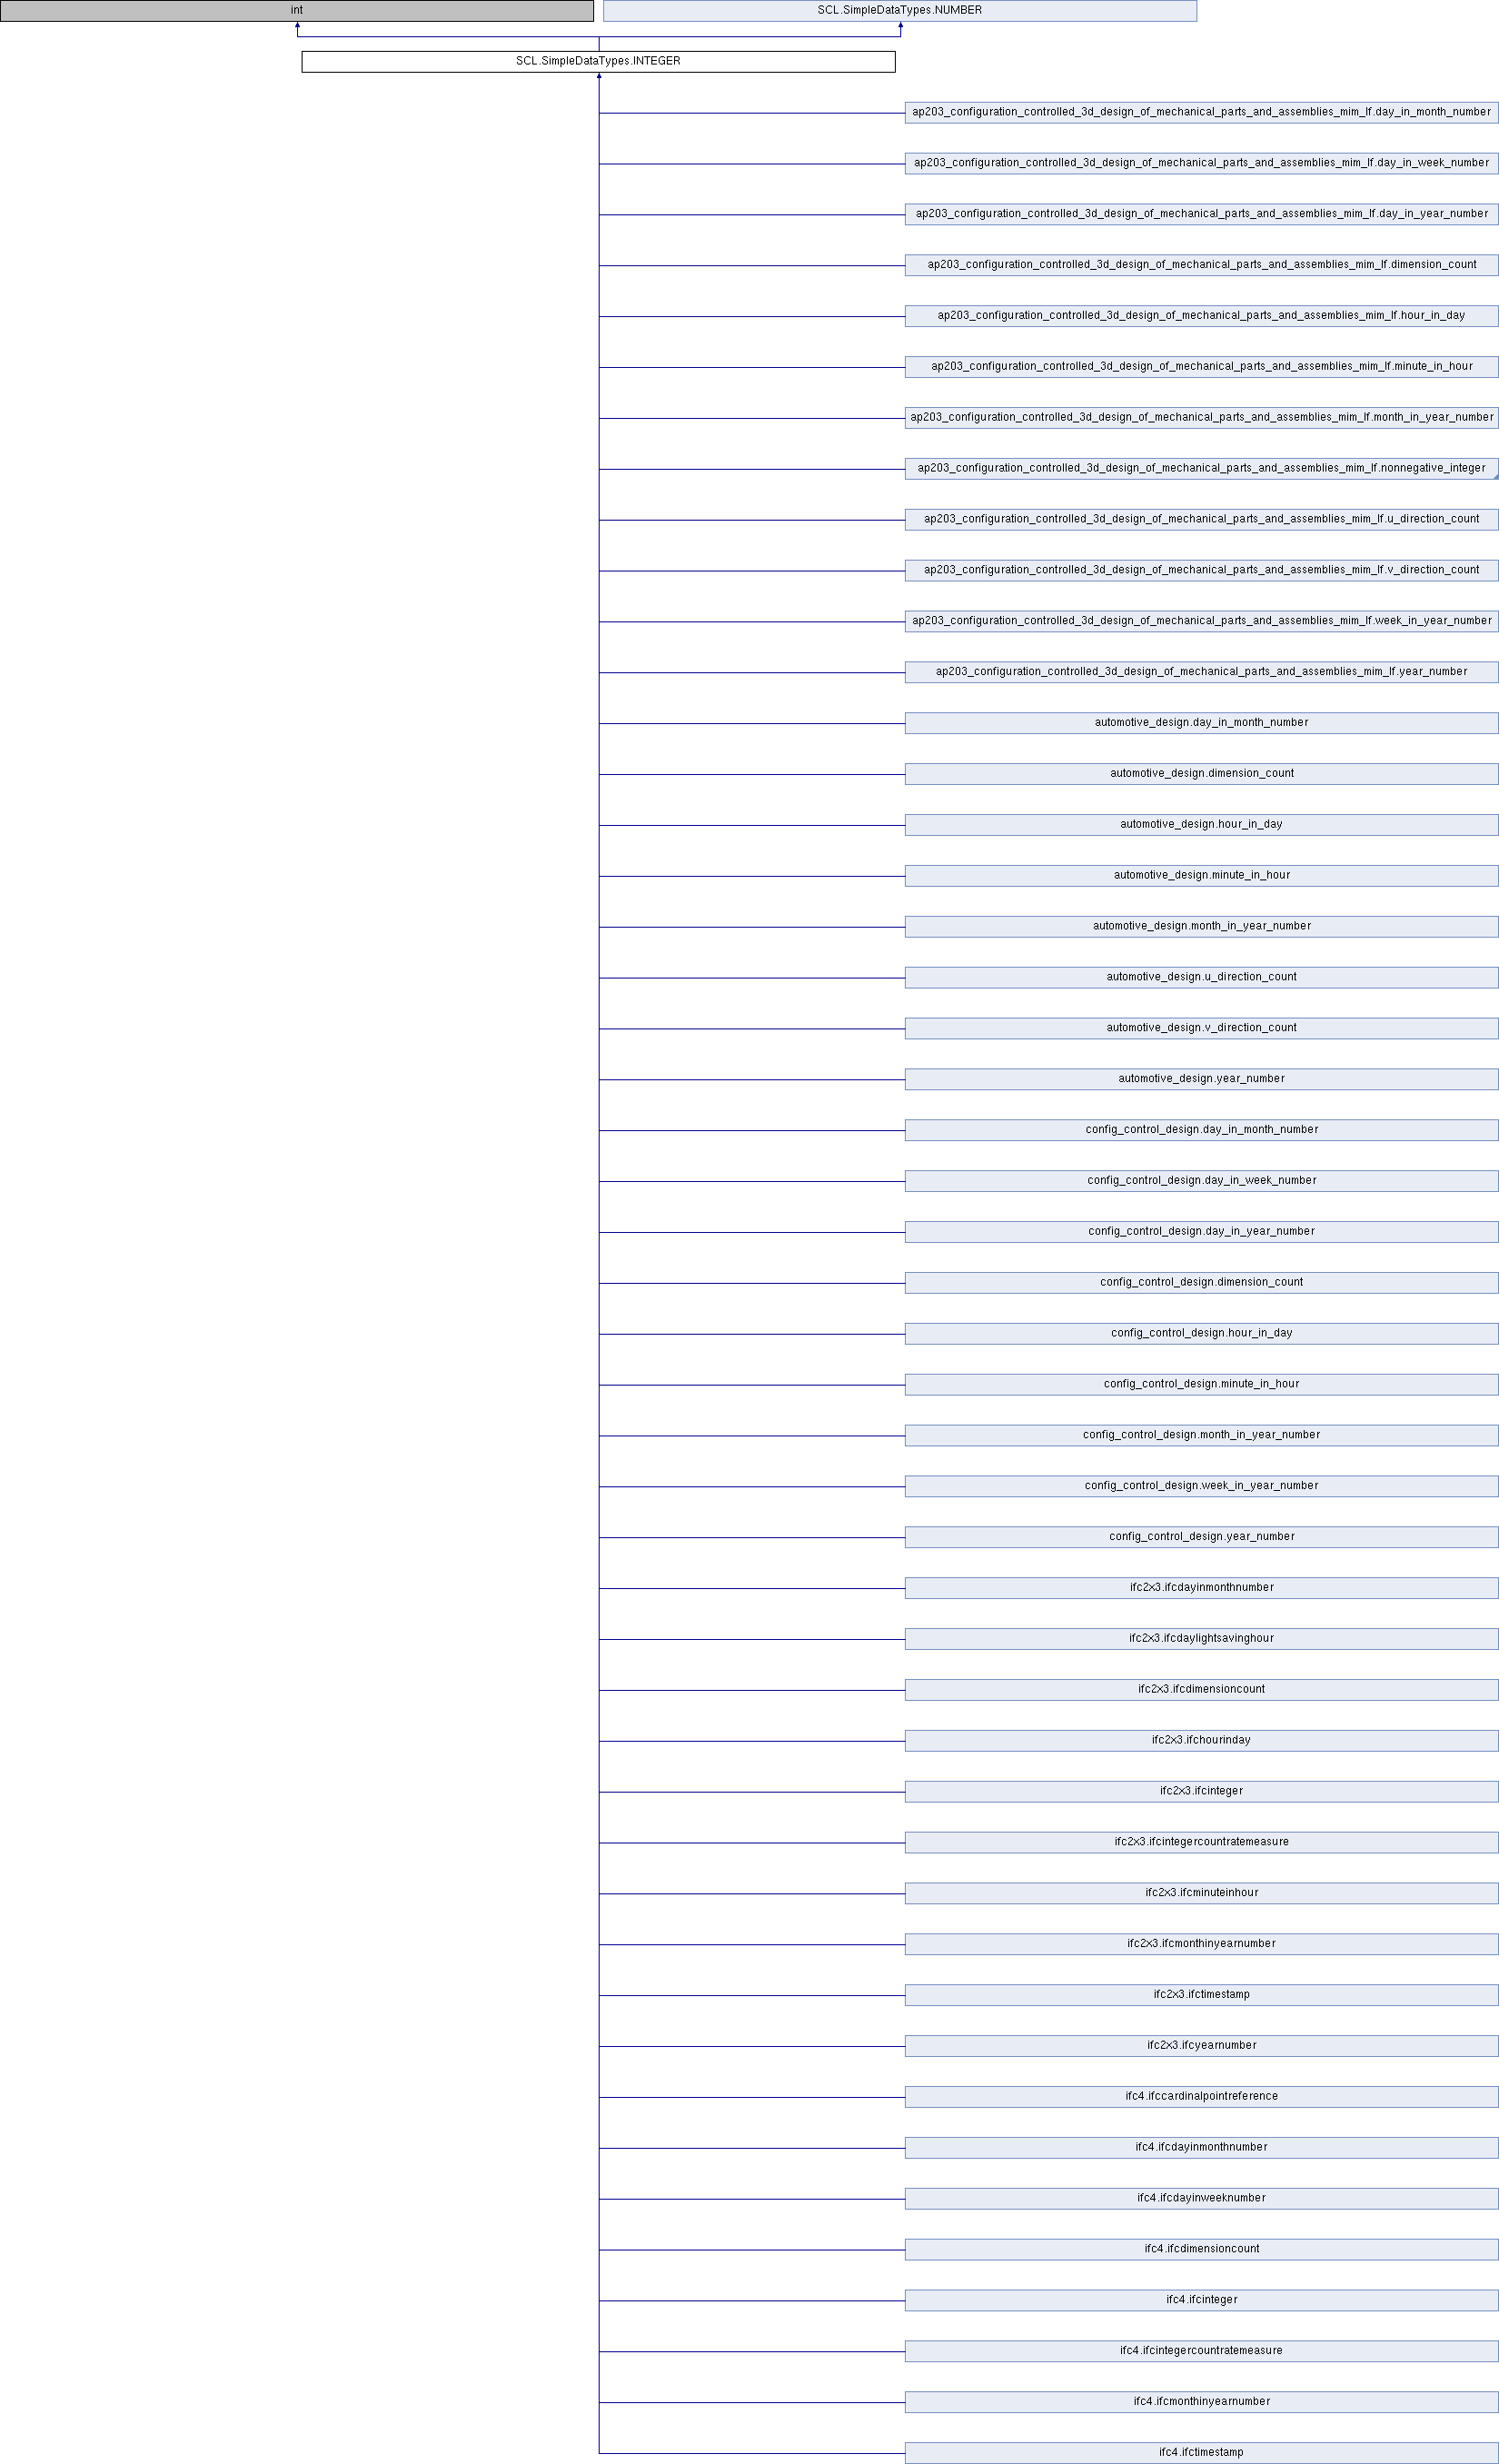 int
SCL.SimpleDataTypes.NUMBER
SCL.SimpleDataTypes.INTEGER
ap203_configuration_controlled_3d_design_of_mechanical_parts_and_assemblies_mim_lf.day_in_month_number
ap203_configuration_controlled_3d_design_of_mechanical_parts_and_assemblies_mim_lf.day_in_week_number
ap203_configuration_controlled_3d_design_of_mechanical_parts_and_assemblies_mim_lf.day_in_year_number
ap203_configuration_controlled_3d_design_of_mechanical_parts_and_assemblies_mim_lf.dimension_count
ap203_configuration_controlled_3d_design_of_mechanical_parts_and_assemblies_mim_lf.hour_in_day
ap203_configuration_controlled_3d_design_of_mechanical_parts_and_assemblies_mim_lf.minute_in_hour
ap203_configuration_controlled_3d_design_of_mechanical_parts_and_assemblies_mim_lf.month_in_year_number
ap203_configuration_controlled_3d_design_of_mechanical_parts_and_assemblies_mim_lf.nonnegative_integer
ap203_configuration_controlled_3d_design_of_mechanical_parts_and_assemblies_mim_lf.u_direction_count
ap203_configuration_controlled_3d_design_of_mechanical_parts_and_assemblies_mim_lf.v_direction_count
ap203_configuration_controlled_3d_design_of_mechanical_parts_and_assemblies_mim_lf.week_in_year_number
ap203_configuration_controlled_3d_design_of_mechanical_parts_and_assemblies_mim_lf.year_number
automotive_design.day_in_month_number
automotive_design.dimension_count
automotive_design.hour_in_day
automotive_design.minute_in_hour
automotive_design.month_in_year_number
automotive_design.u_direction_count
automotive_design.v_direction_count
automotive_design.year_number
config_control_design.day_in_month_number
config_control_design.day_in_week_number
config_control_design.day_in_year_number
config_control_design.dimension_count
config_control_design.hour_in_day
config_control_design.minute_in_hour
config_control_design.month_in_year_number
config_control_design.week_in_year_number
config_control_design.year_number
ifc2x3.ifcdayinmonthnumber
ifc2x3.ifcdaylightsavinghour
ifc2x3.ifcdimensioncount
ifc2x3.ifchourinday
ifc2x3.ifcinteger
ifc2x3.ifcintegercountratemeasure
ifc2x3.ifcminuteinhour
ifc2x3.ifcmonthinyearnumber
ifc2x3.ifctimestamp
ifc2x3.ifcyearnumber
ifc4.ifccardinalpointreference
ifc4.ifcdayinmonthnumber
ifc4.ifcdayinweeknumber
ifc4.ifcdimensioncount
ifc4.ifcinteger
ifc4.ifcintegercountratemeasure
ifc4.ifcmonthinyearnumber
ifc4.ifctimestamp